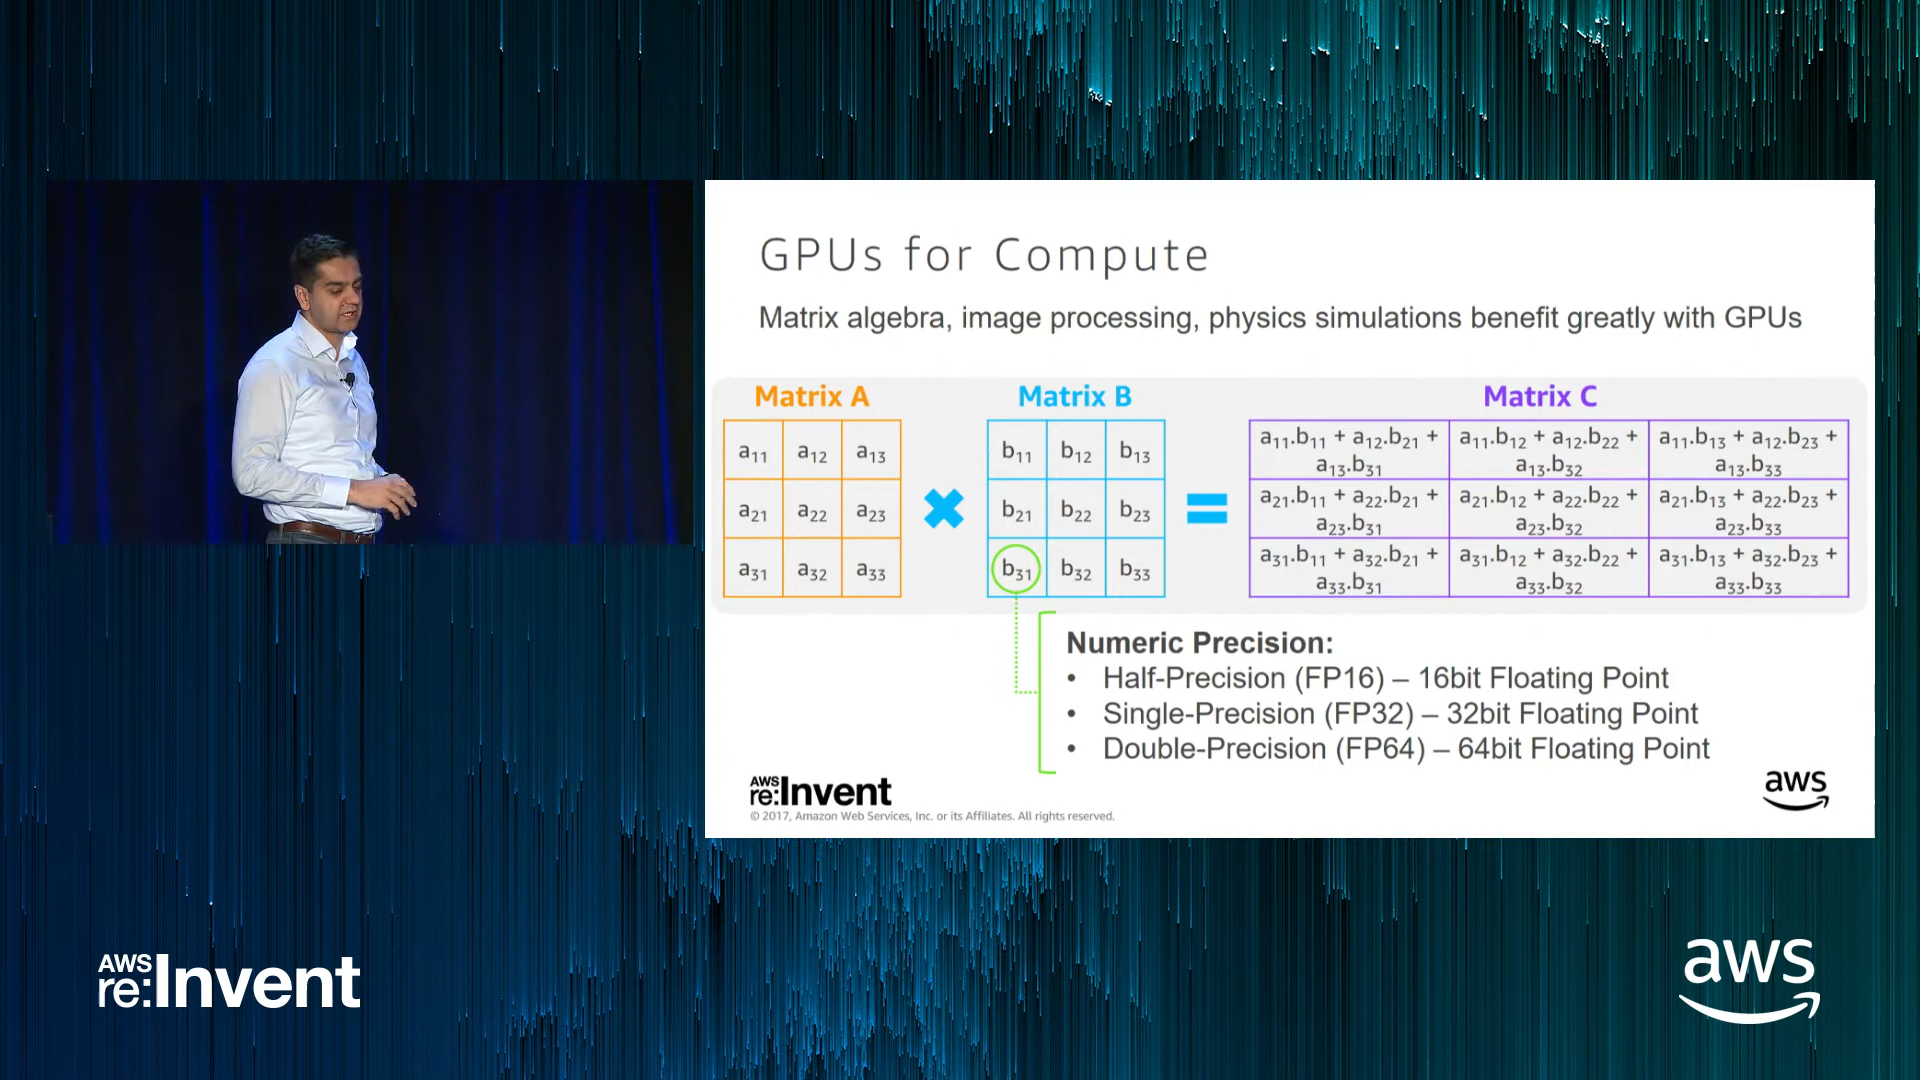 GPUs for Compute
Matrix algebra, image processing, physics simulations benefit greatly with GPUs
Matrix A
Matrix B
Matrix C
a11 a12 a13
a21 a22 a23
a31 a32 a33
b11 b12 b13
b21 b22 b23
b31 b32 b33
a11.b11 + a12.b21 +
a13.b31
a11.b12 + a12.b22 +
a13.b32
a11.b13 + a12.b23 +
a13.b33
a21.b11 + a22.b21 +
a23.b31
a21.b12 + a22.b22 +
a23.b32
a21.b13 + a22.b23 +
a23.b33
a31.b11 + a32.b21 +
a33.b31
a31.b12 + a32.b22 +
a33.b32
a31.b13 + a32.b23 +
a33.b33
Numeric Precision:
• Half-Precision (FP16) – 16bit Floating Point
• Single-Precision (FP32) – 32bit Floating Point
• Double-Precision (FP64) – 64bit Floating Point
AWS
re:Invent
© 2017, Amazon Web Services, Inc. or its Affiliates. All rights reserved.
aws
AWS
re:Invent
aws